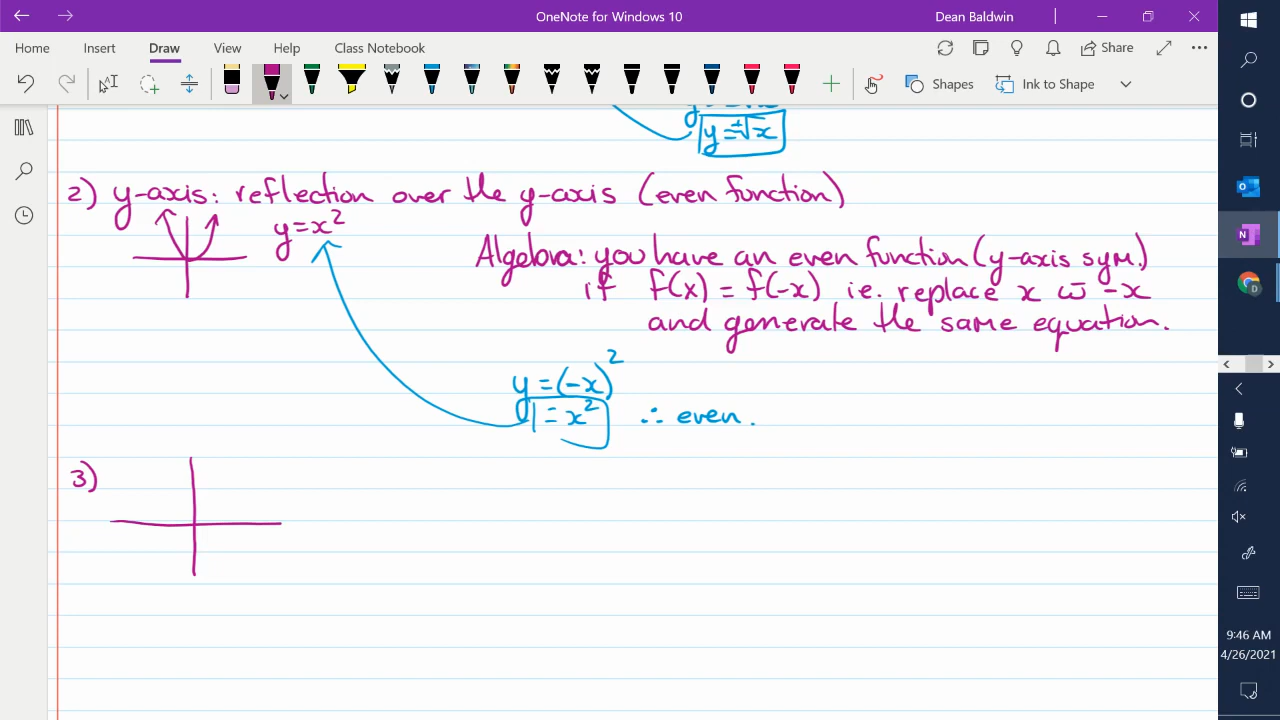 OneNote for Windows 10
Dean Baldwin
Home Insert Draw View Help Class Notebook
Share
Shapes
Ink to Shape
y=±√x
2) y-axis: reflection over the y-axis (even function)
y=x²
Algebra: you have an even function (y-axis sym.)
if f(x) = f(-x) i.e. replace x w̄ -x
and generate the same equation.
y = (-x)²
= x² ∴ even.
3)
9:46 AM
4/26/2021